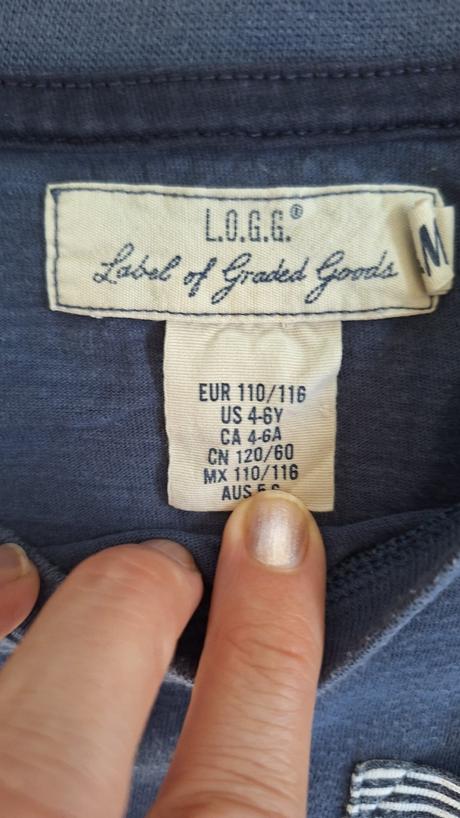 L.O.G.G.®
Label of Graded Goods
M
EUR 110/116
US 4-6Y
CA 4-6A
CN 120/60
MX 110/116
AUS